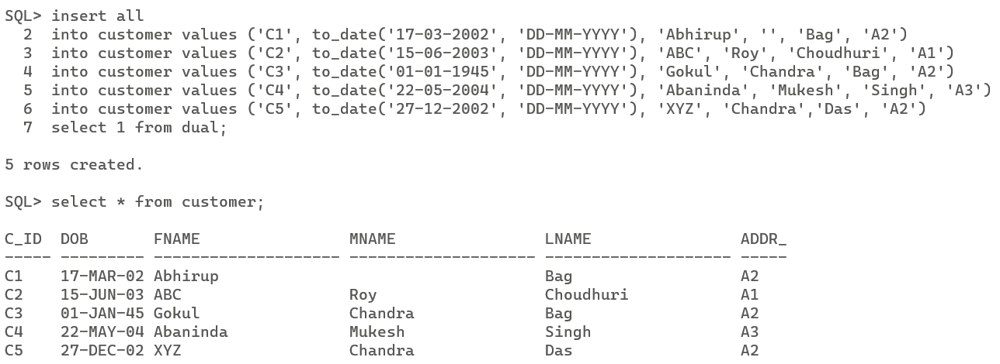 SQL> insert all
  2  into customer values ('C1', to_date('17-03-2002', 'DD-MM-YYYY'), 'Abhirup', '', 'Bag', 'A2')
  3  into customer values ('C2', to_date('15-06-2003', 'DD-MM-YYYY'), 'ABC', 'Roy', 'Choudhuri', 'A1')
  4  into customer values ('C3', to_date('01-01-1945', 'DD-MM-YYYY'), 'Gokul', 'Chandra', 'Bag', 'A2')
  5  into customer values ('C4', to_date('22-05-2004', 'DD-MM-YYYY'), 'Abaninda', 'Mukesh', 'Singh', 'A3')
  6  into customer values ('C5', to_date('27-12-2002', 'DD-MM-YYYY'), 'XYZ', 'Chandra','Das', 'A2')
  7  select 1 from dual;

5 rows created.

SQL> select * from customer;

C_ID  DOB       FNAME                MNAME                LNAME                ADDR_
----- --------- -------------------- -------------------- -------------------- -----
C1    17-MAR-02 Abhirup                                   Bag                  A2
C2    15-JUN-03 ABC                  Roy                  Choudhuri            A1
C3    01-JAN-45 Gokul                Chandra              Bag                  A2
C4    22-MAY-04 Abaninda             Mukesh               Singh                A3
C5    27-DEC-02 XYZ                  Chandra              Das                  A2